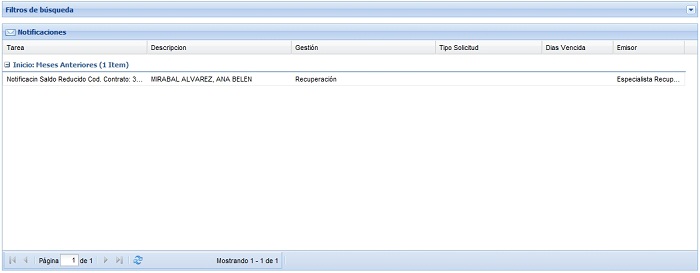 Filtros de búsqueda
Notificaciones
Tarea Descripcion Gestión Tipo Solicitud Dias Vencida Emisor
Inicio: Meses Anteriores (1 Item)
Notificacin Saldo Reducido Cod. Contrato: 3... MIRABAL ALVAREZ, ANA BELEN Recuperación Especialista Recup...
Página 1 de 1 Mostrando 1 - 1 de 1